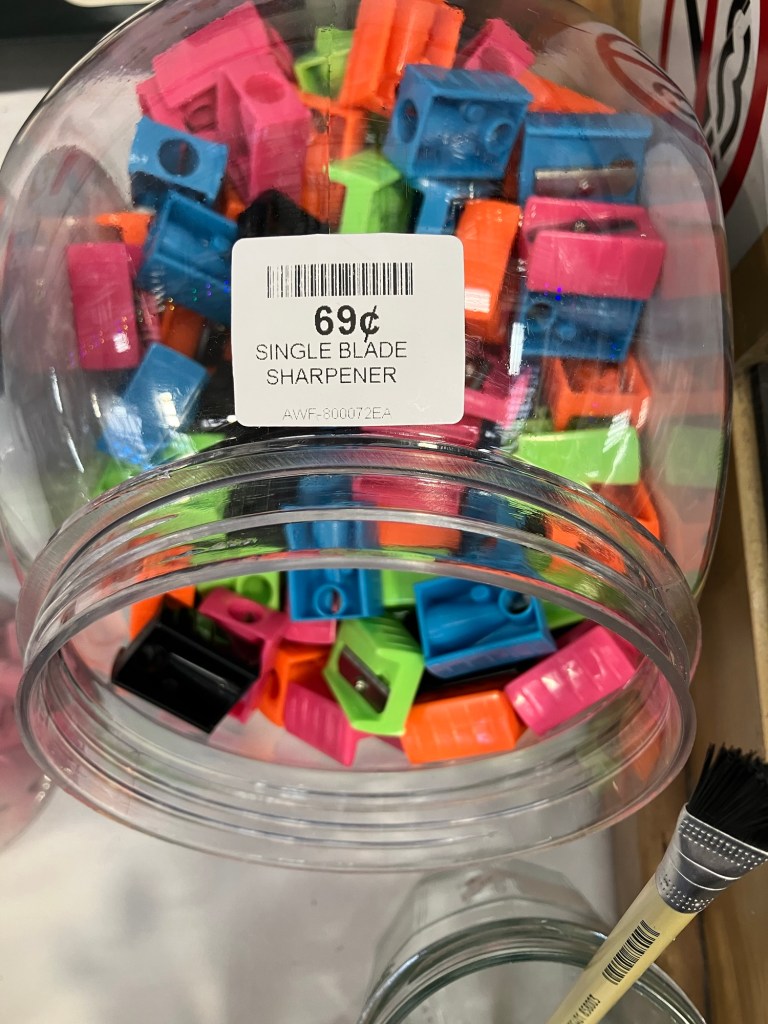 69¢
SINGLE BLADE
SHARPENER
AWF-800072EA